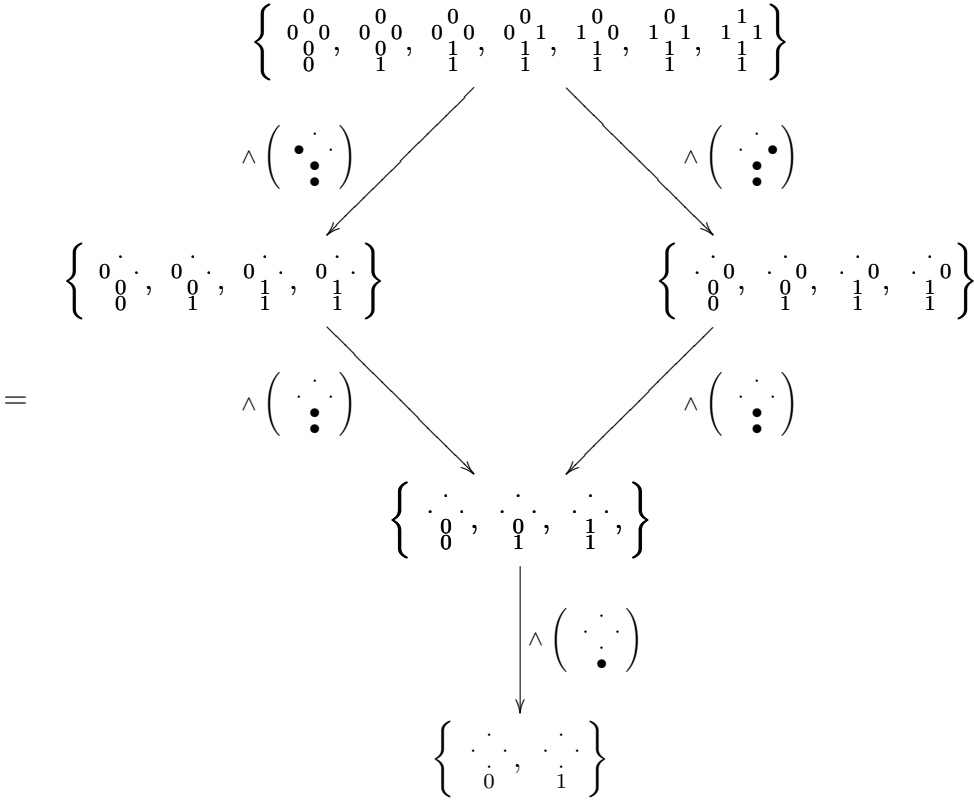 0 0 0 0 0 0 1
{ 0 0, 0 0, 0 0, 0 1, 1 0, 1 1, 1 1 }
0 0 1 1 1 1 1
0 1 1 1 1 1 1
· ·
∧ ( • · ) ∧ ( · • )
• •
• •
· · · · · · · ·
{ 0 ·, 0 ·, 0 ·, 0 · } { · 0, · 0, · 0, · 0 }
0 0 1 1 0 0 1 1
0 1 1 1 0 1 1 1
· ·
= ∧ ( · · ) ∧ ( · · )
• •
• •
· · ·
{ · ·, · ·, · ·, }
0 0 1
0 1 1
·
∧ ( · · )
·
•
· ·
{ · ·, · · }
· ·
0 1